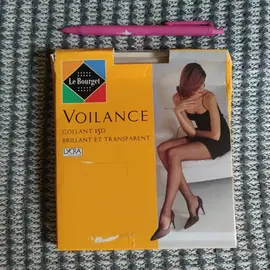 Le Bourget
VOILANCE
COLLANT 15D
BRILLANT ET TRANSPARENT
LYCRA